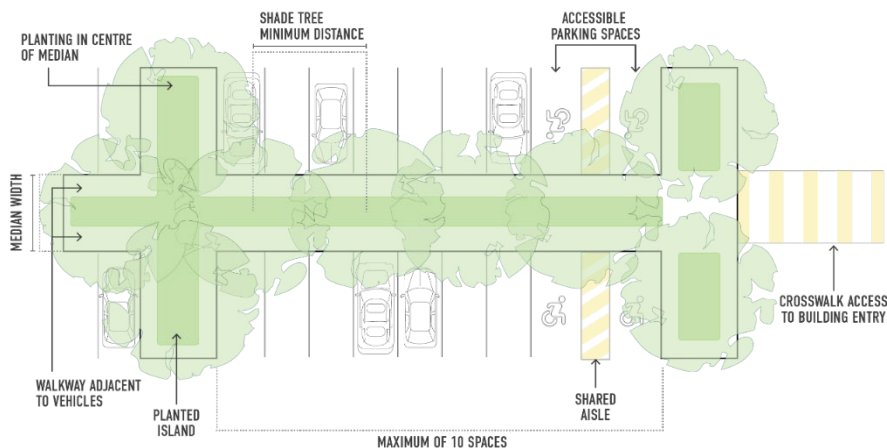 PLANTING IN CENTRE
OF MEDIAN
SHADE TREE
MINIMUM DISTANCE
ACCESSIBLE
PARKING SPACES
MEDIAN WIDTH
CROSSWALK ACCESS
TO BUILDING ENTRY
WALKWAY ADJACENT
TO VEHICLES
PLANTED
ISLAND
SHARED
AISLE
MAXIMUM OF 10 SPACES